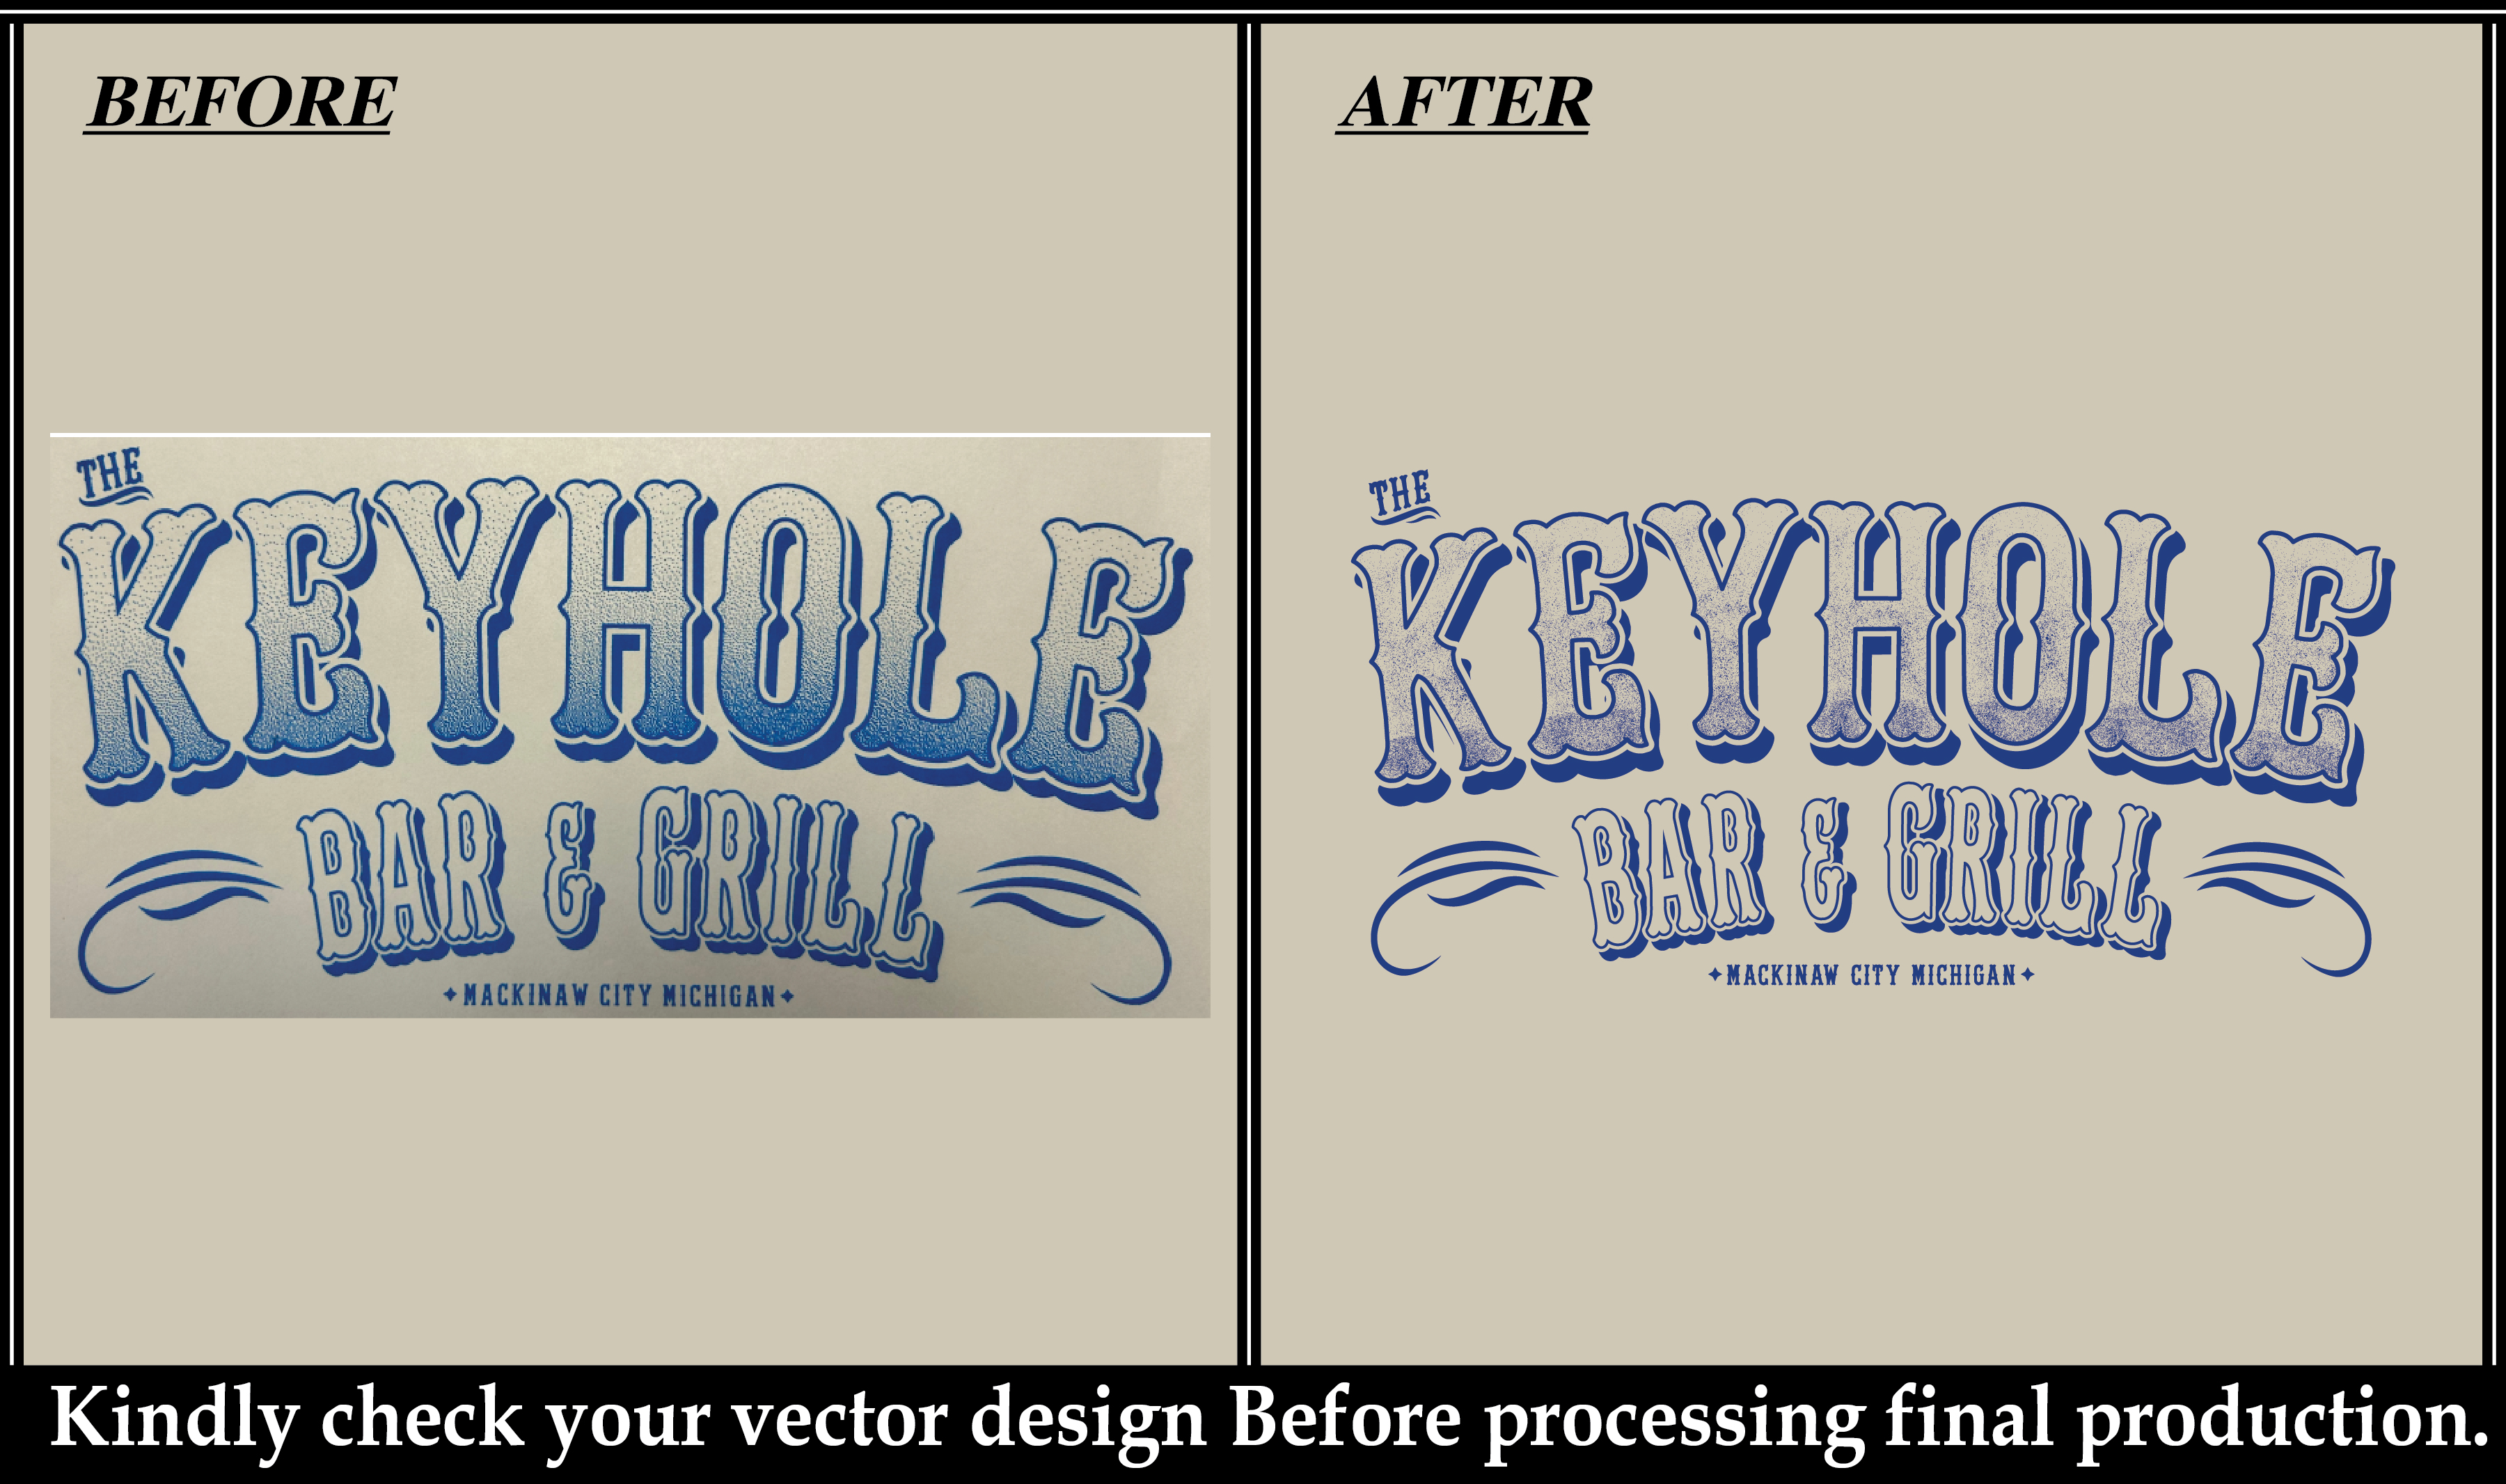 BEFORE
THE
KEYHOLE
BAR & GRILL
MACKINAW CITY MICHIGAN
AFTER
THE
KEYHOLE
BAR & GRILL
MACKINAW CITY MICHIGAN
Kindly check your vector design Before processing final production.